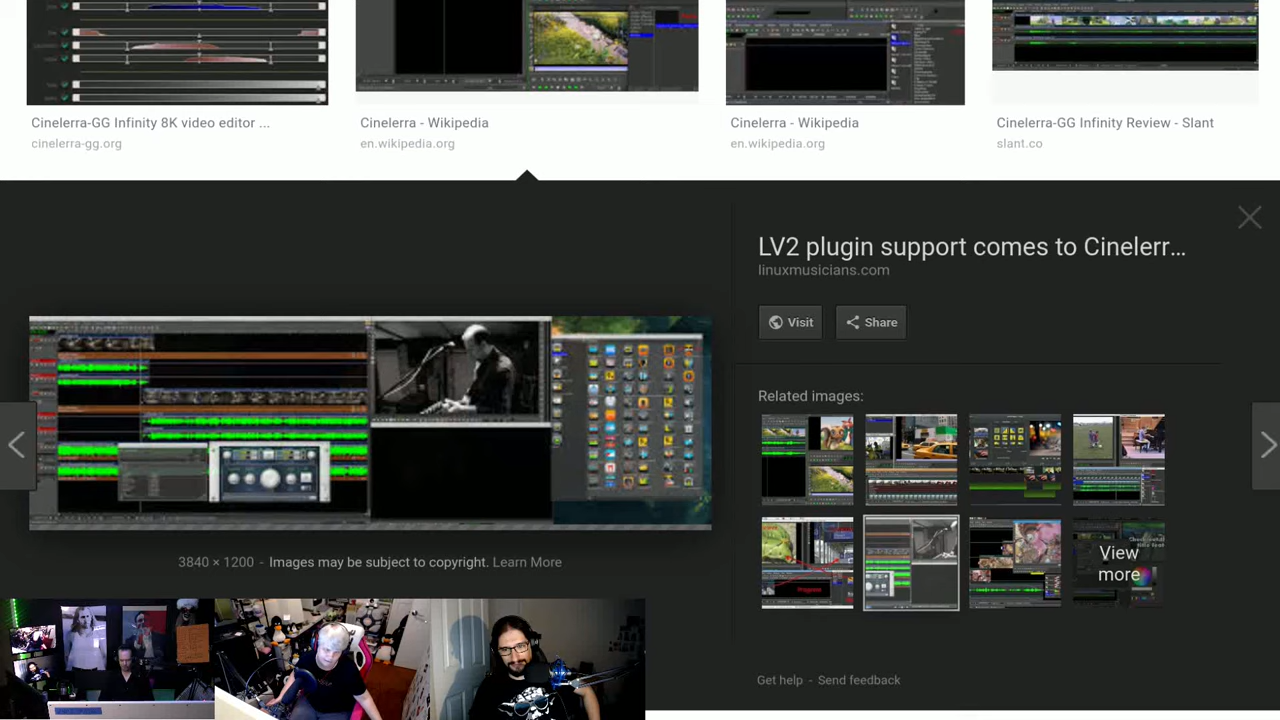 Cinelerra-GG Infinity 8K video editor ...
cinelerra-gg.org
Cinelerra - Wikipedia
en.wikipedia.org
Cinelerra - Wikipedia
en.wikipedia.org
Cinelerra-GG Infinity Review - Slant
slant.co
LV2 plugin support comes to Cinelerr...
linuxmusicians.com
Visit
Share
Related images:
View
more
3840 × 1200 - Images may be subject to copyright. Learn More
Get help - Send feedback